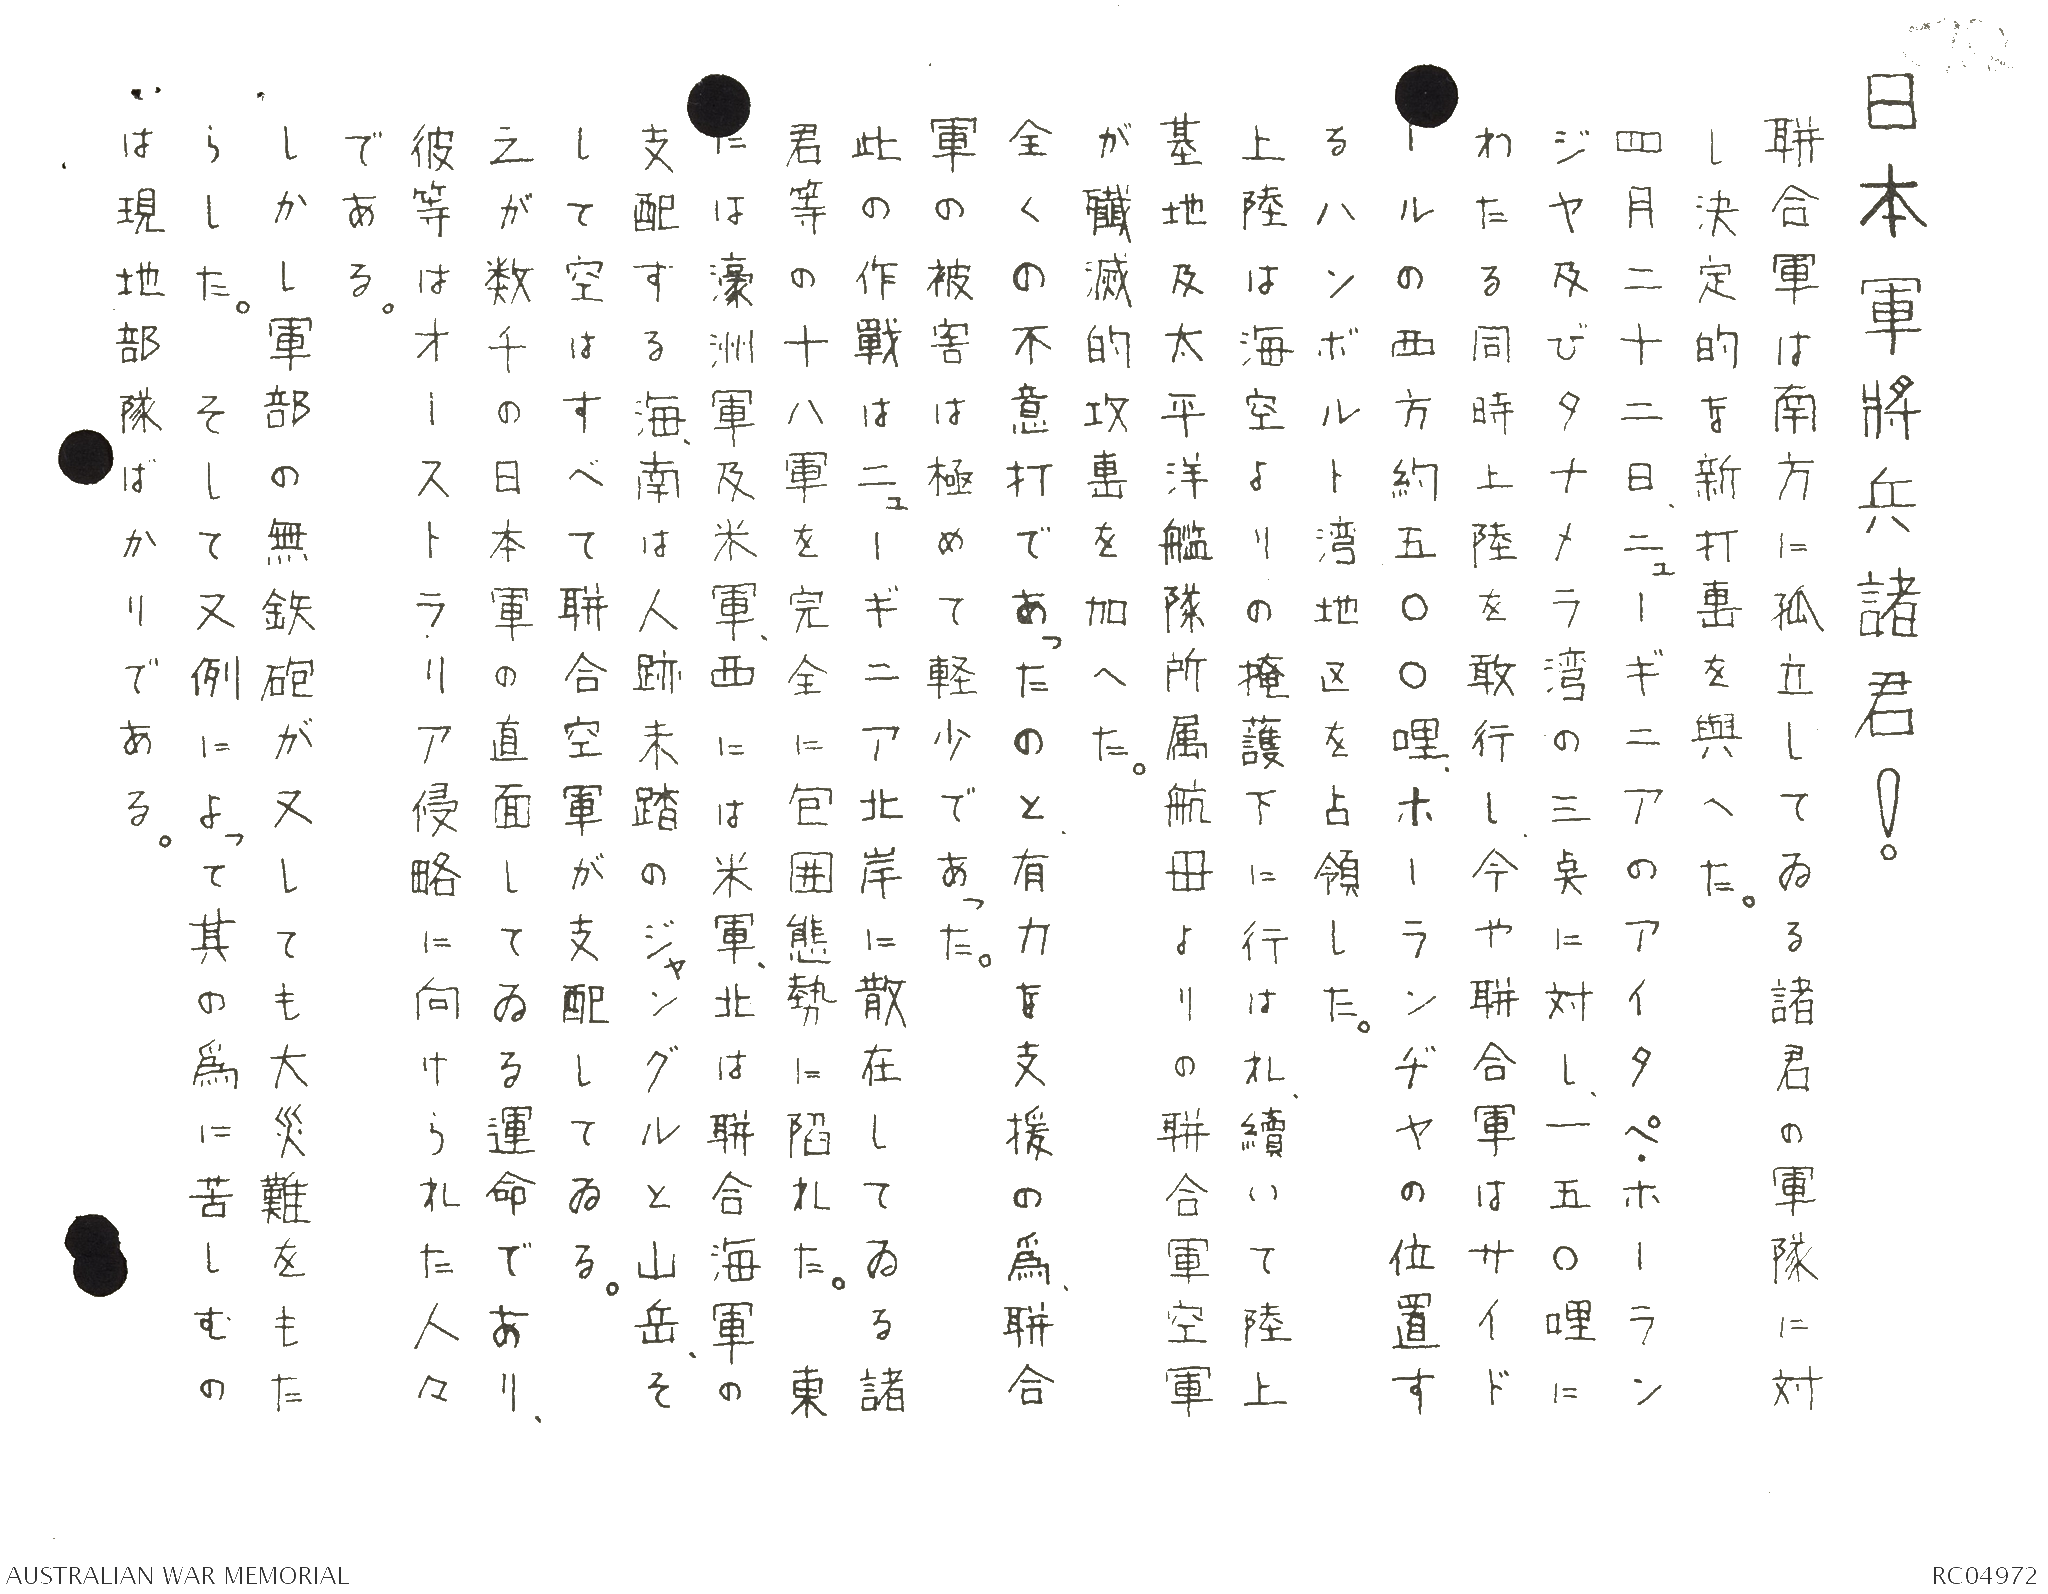 日本軍將兵諸君!
聨合軍は南方に孤立してゐる諸君の軍隊に対
し決定的な新打撃を與へた。
四月二十二日、ニューギニアのアイタペ・ホーラン
ジヤ及びタナメラ湾の三点に対し、一五〇哩に
わたる同時上陸を敢行し、今や聨合軍はサイド
ールの西方約五〇〇哩、ホーランヂヤの位置す
るハンボルト湾地区を占領した。
上陸は海空よりの掩護下に行はれ、續いて陸上
基地及太平洋艦隊所属航母よりの聨合軍空軍
が殲滅的攻撃を加へた。
全くの不意打であったのと、有力な支援の爲、聨合
軍の被害は極めて軽少であった。
此の作戰はニューギニア北岸に散在してゐる諸
君等の十八軍を完全に包囲態勢に陷れた。 東
には濠洲軍及米軍、西には米軍、北は聨合海軍の
支配する海、南は人跡未踏のジャングルと山岳、そ
して空はすべて聨合空軍が支配してゐる。
之が数千の日本軍の直面してゐる運命であり、
彼等はオーストラリア侵略に向けられた人々
である。
しかし軍部の無鉄砲が又しても大災難をもた
らした。 そして又例によって其の爲に苦しむの
は現地部隊ばかりである。
AUSTRALIAN WAR MEMORIAL
RC04972